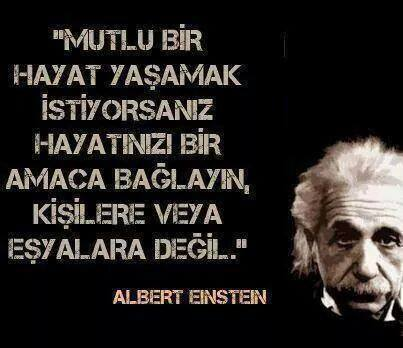 "MUTLU BİR
HAYAT YAŞAMAK
İSTİYORSANIZ
HAYATINIZI BİR
AMACA BAĞLAYIN,
KİŞİLERE VEYA
EŞYALARA DEĞİL."
ALBERT EINSTEIN